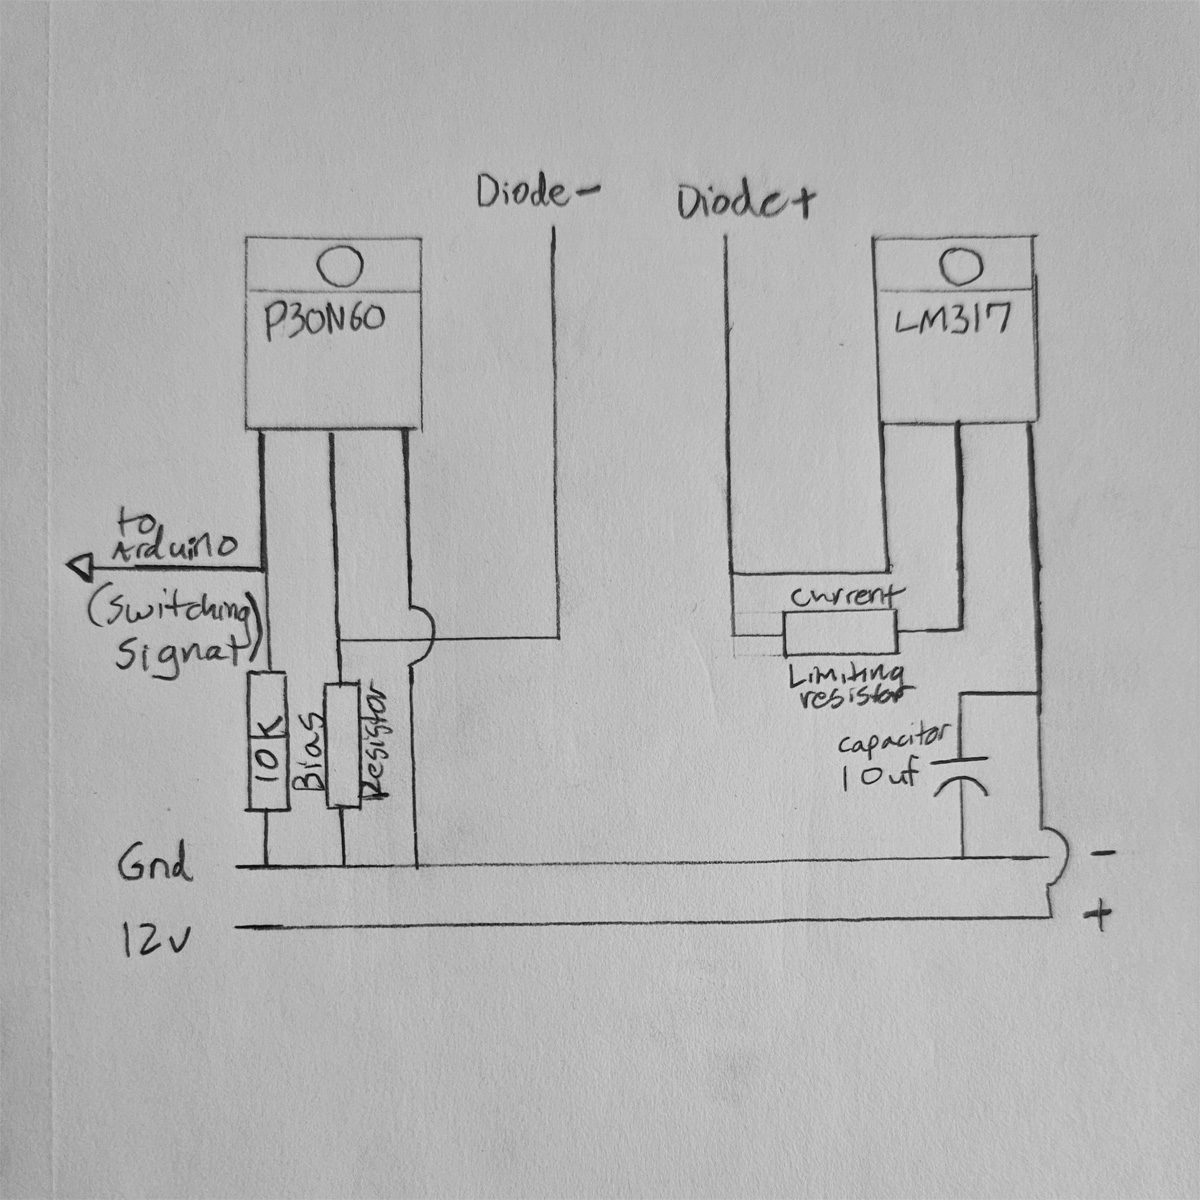 Diode-
Diode+
P30N60
LM317
to
Arduino
(switching)
signal
10K
Bias
Resistor
current
Limiting
resistor
capacitor
10uf
Gnd
-
12v
+